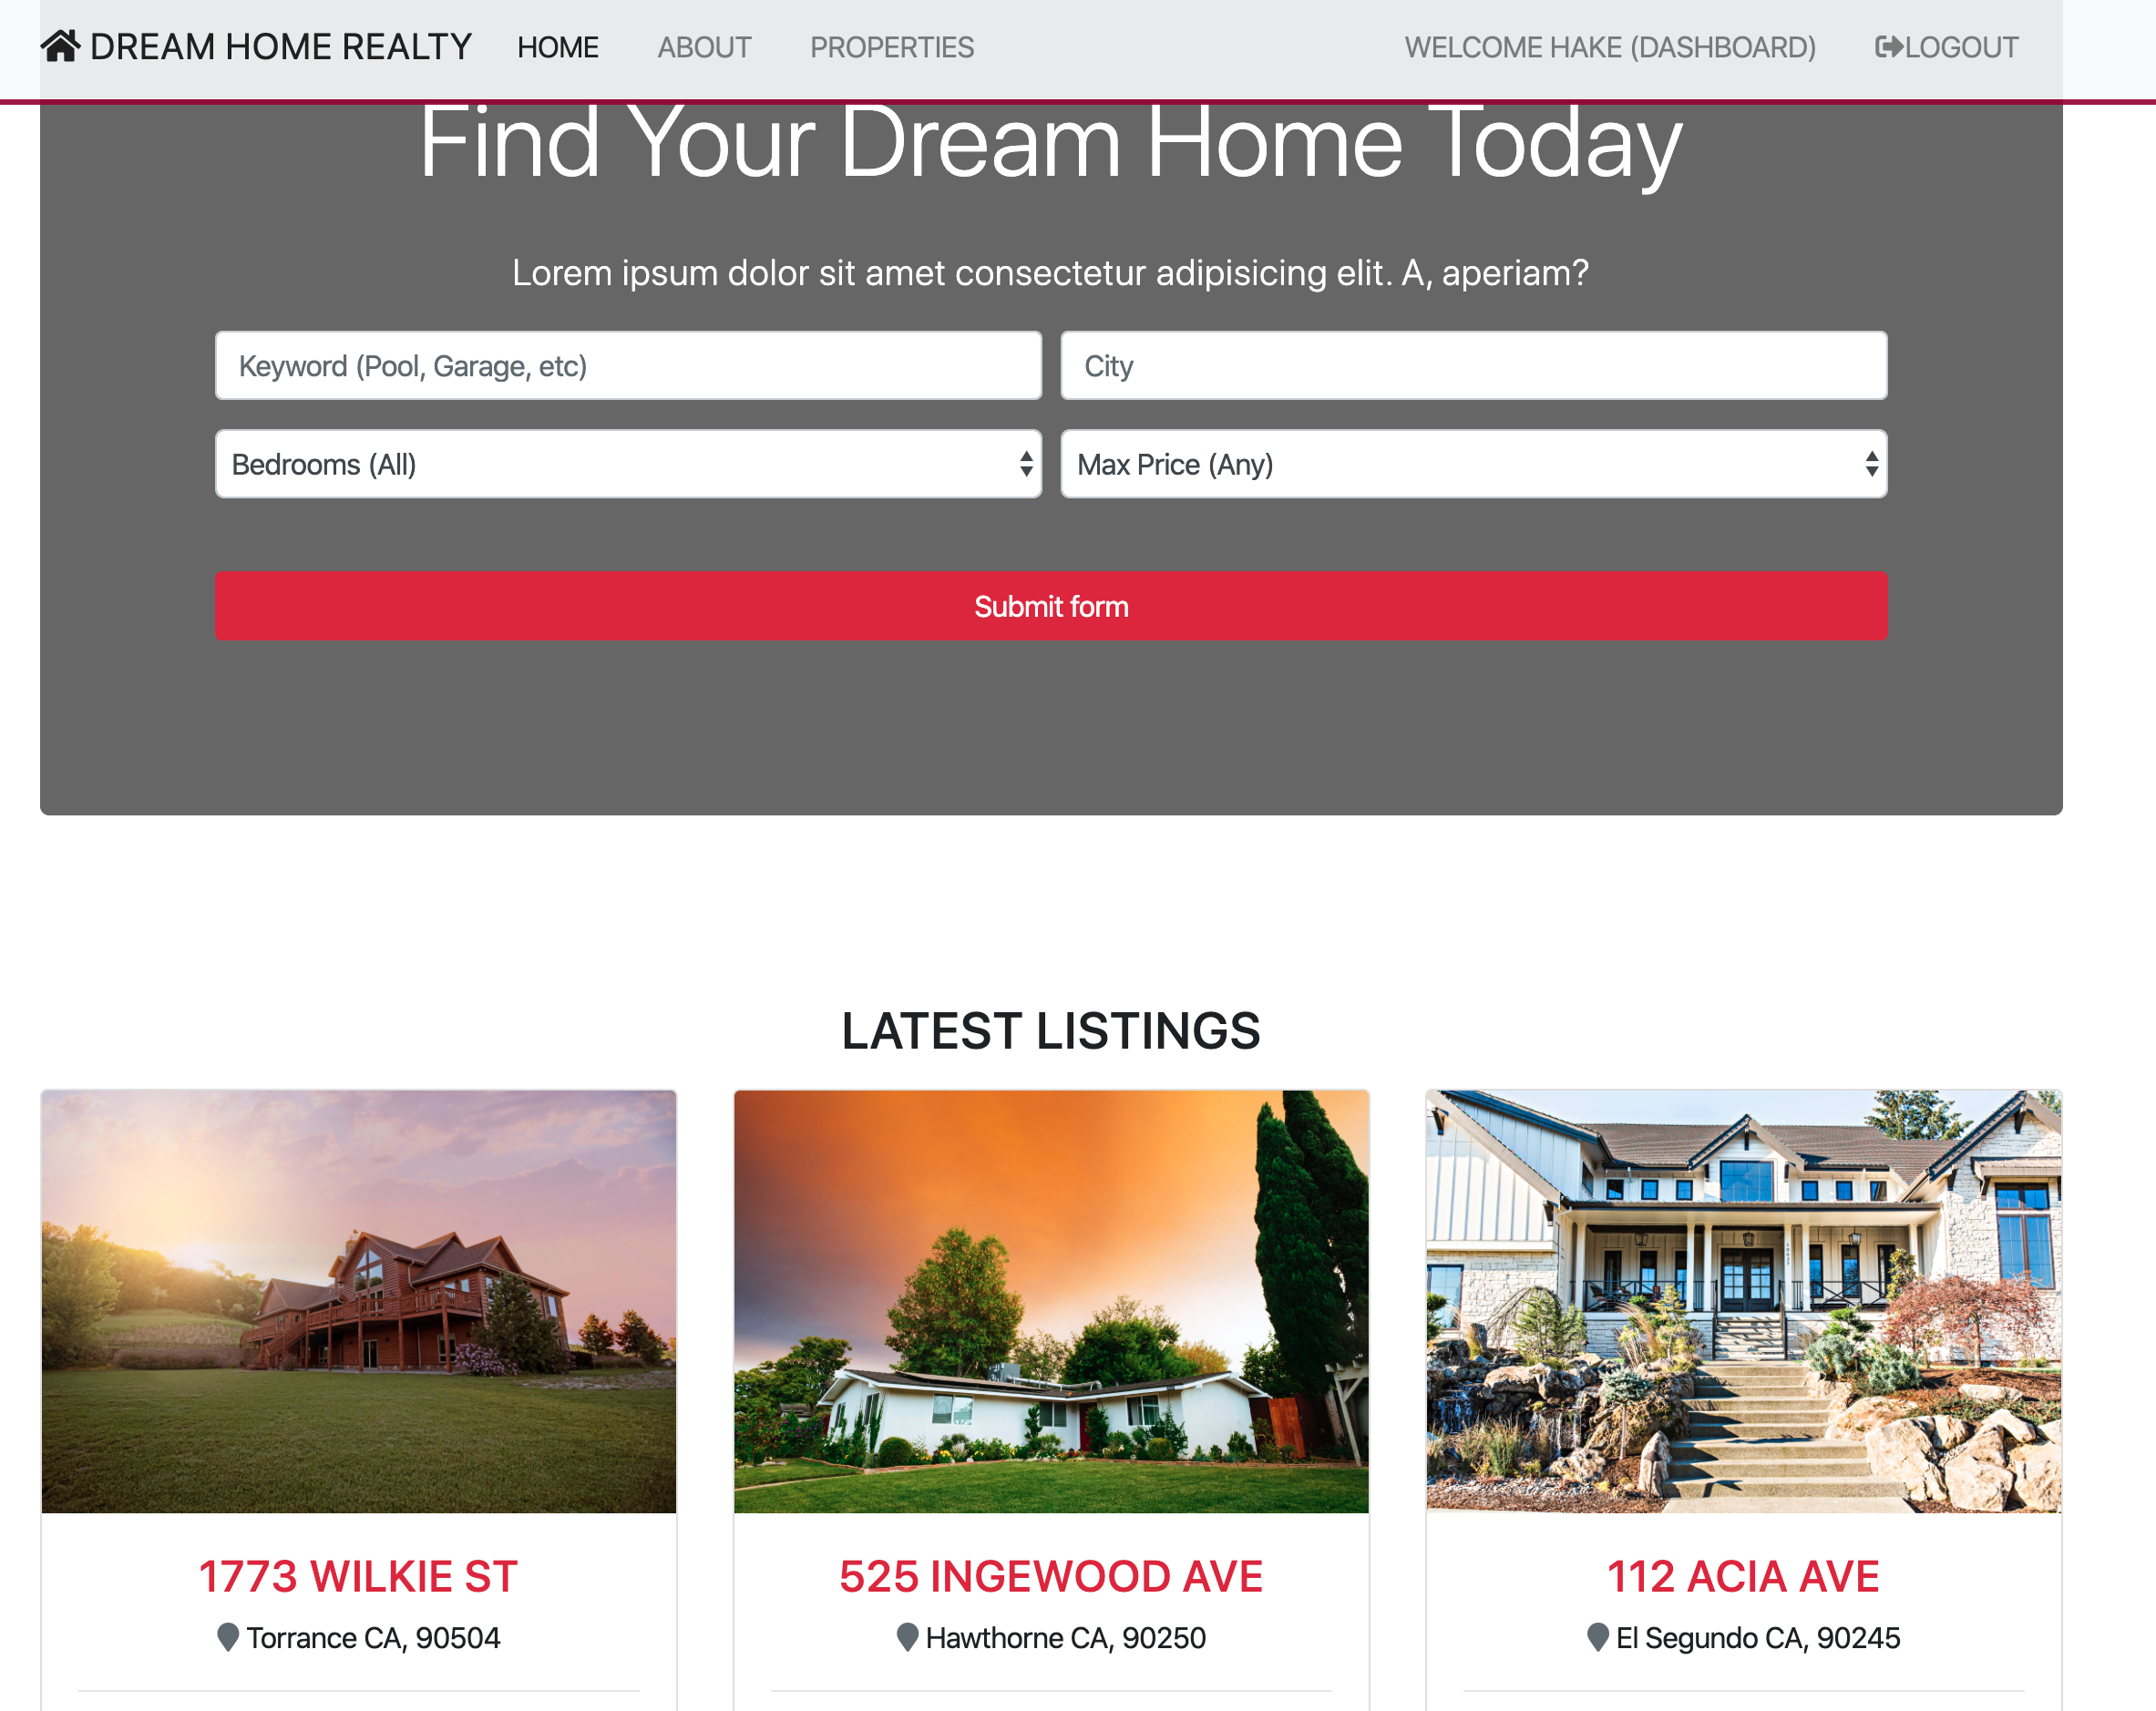 DREAM HOME REALTY HOME ABOUT PROPERTIES WELCOME HAKE (DASHBOARD) LOGOUT
Find Your Dream Home Today
Lorem ipsum dolor sit amet consectetur adipisicing elit. A, aperiam?
Keyword (Pool, Garage, etc) City
Bedrooms (All) Max Price (Any)
Submit form
LATEST LISTINGS
1773 WILKIE ST 525 INGEWOOD AVE 112 ACIA AVE
Torrance CA, 90504 Hawthorne CA, 90250 El Segundo CA, 90245